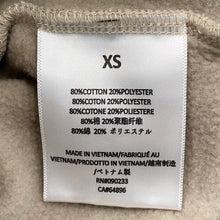 XS
80%COTTON 20%POLYESTER
80%COTTON 20%POLYESTER
80%COTONE 20%POLIESTERE
80%棉 20%聚酯纤维
80%綿 20% ポリエステル
MADE IN VIETNAM/FABRIQUÉ AU
VIETNAM/PRODOTTO IN VIETNAM/越南制造
/ベトナム製
RN#090233
CA#64896